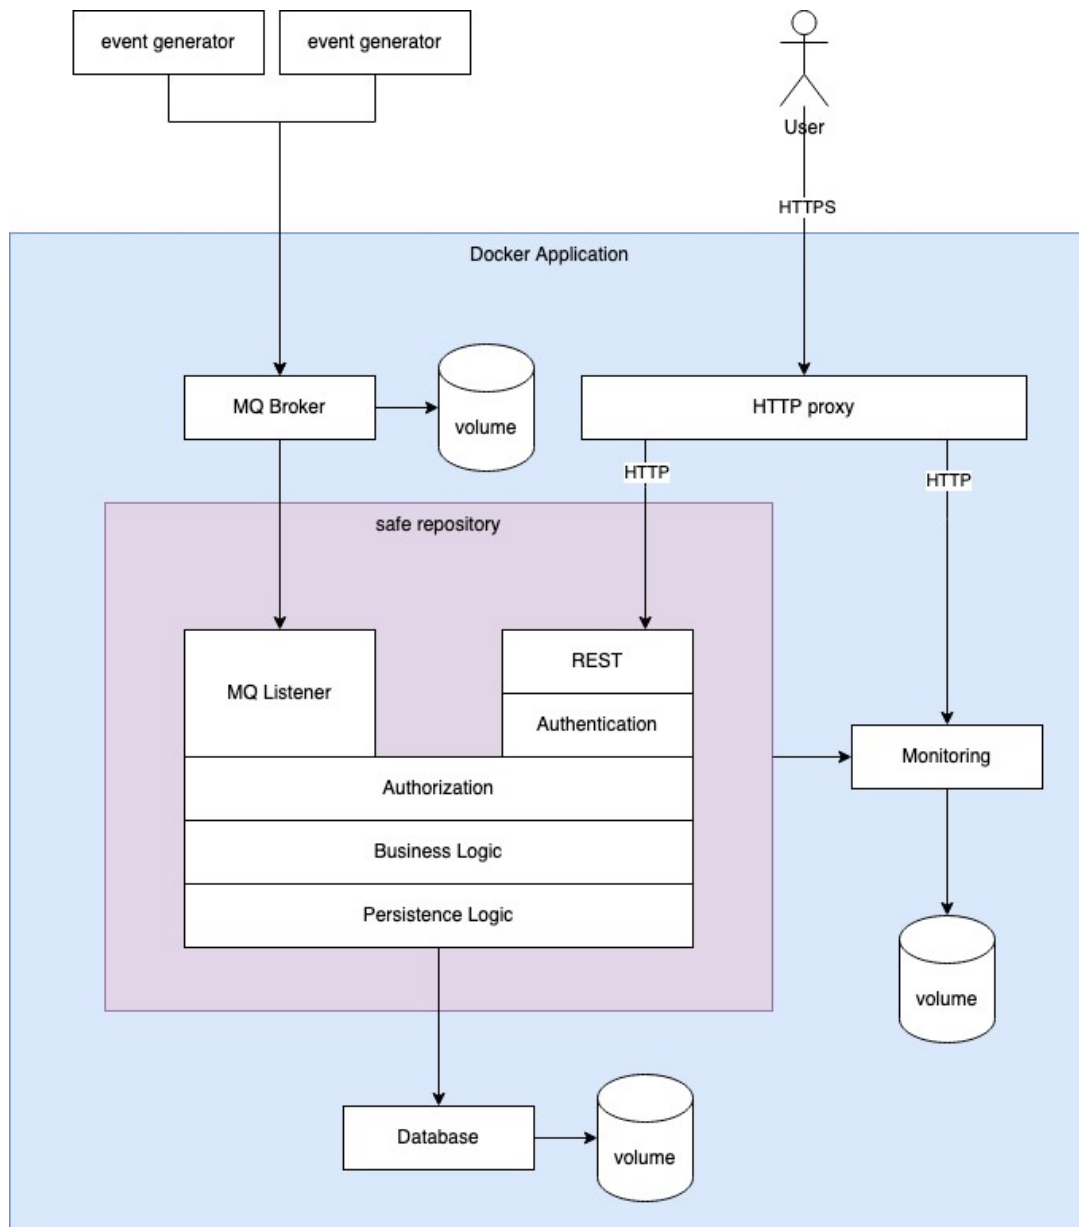 event generator
event generator
User
HTTPS
Docker Application
MQ Broker
volume
HTTP proxy
HTTP
HTTP
safe repository
MQ Listener
REST
Authentication
Authorization
Business Logic
Persistence Logic
Monitoring
volume
Database
volume